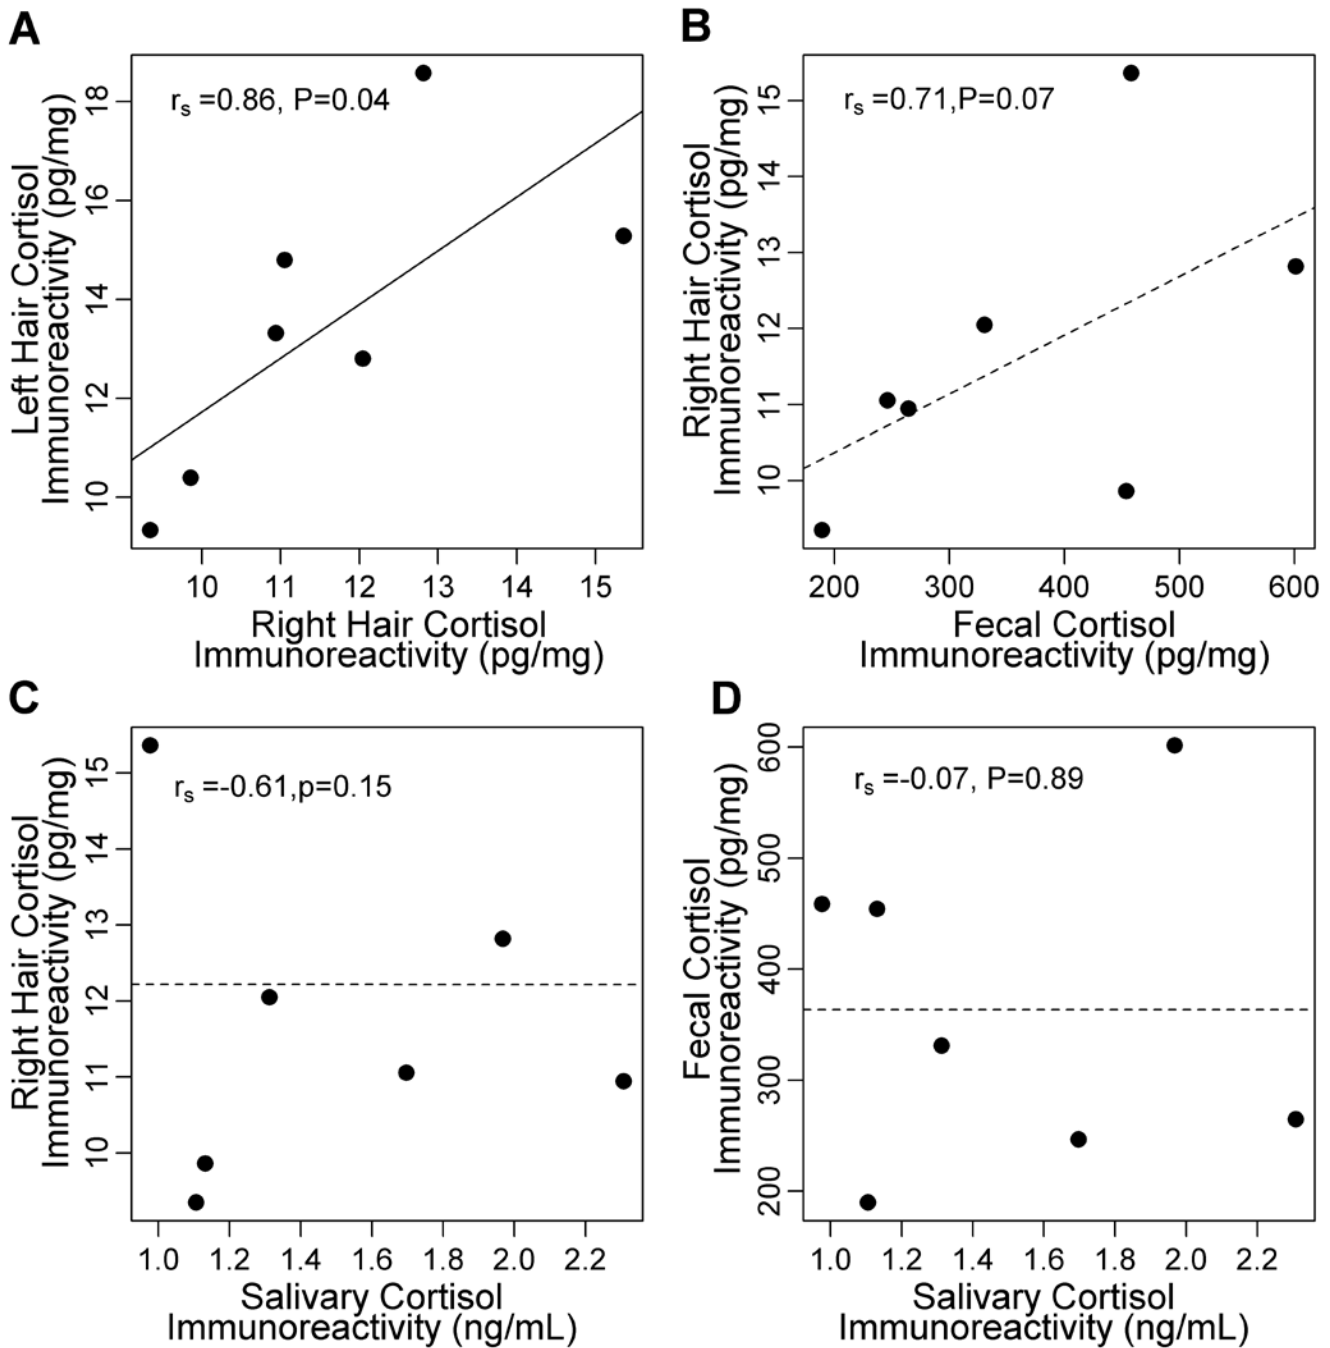 A
r_s =0.86, P=0.04
Left Hair Cortisol
Immunoreactivity (pg/mg)
10 12 14 16 18
10 11 12 13 14 15
Right Hair Cortisol
Immunoreactivity (pg/mg)
B
r_s =0.71,P=0.07
Right Hair Cortisol
Immunoreactivity (pg/mg)
10 11 12 13 14 15
200 300 400 500 600
Fecal Cortisol
Immunoreactivity (pg/mg)
C
r_s =-0.61,p=0.15
Right Hair Cortisol
Immunoreactivity (pg/mg)
10 11 12 13 14 15
1.0 1.2 1.4 1.6 1.8 2.0 2.2
Salivary Cortisol
Immunoreactivity (ng/mL)
D
r_s =-0.07, P=0.89
Fecal Cortisol
Immunoreactivity (pg/mg)
200 300 400 500 600
1.0 1.2 1.4 1.6 1.8 2.0 2.2
Salivary Cortisol
Immunoreactivity (ng/mL)